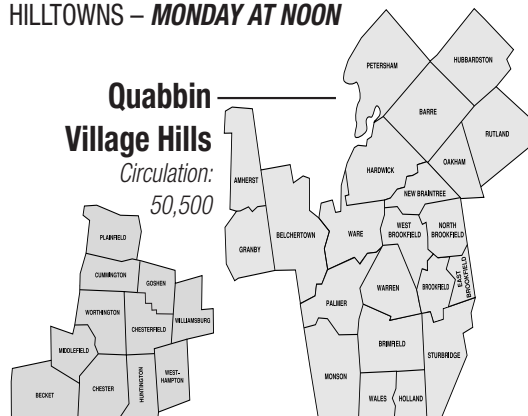 HILLTOWNS – MONDAY AT NOON
Quabbin
Village Hills
Circulation:
50,500
PETERSHAM
HUBBARDSTON
BARRE
RUTLAND
OAKHAM
HARDWICK
NEW BRAINTREE
AMHERST
BELCHERTOWN
GRANBY
WARE
WEST
BROOKFIELD
NORTH
BROOKFIELD
EAST
BROOKFIELD
BROOKFIELD
WARREN
PALMER
BRIMFIELD
STURBRIDGE
MONSON
WALES
HOLLAND
PLAINFIELD
CUMMINGTON
GOSHEN
WORTHINGTON
CHESTERFIELD
WILLIAMSBURG
MIDDLEFIELD
WEST-
HAMPTON
HUNTINGTON
CHESTER
BECKET